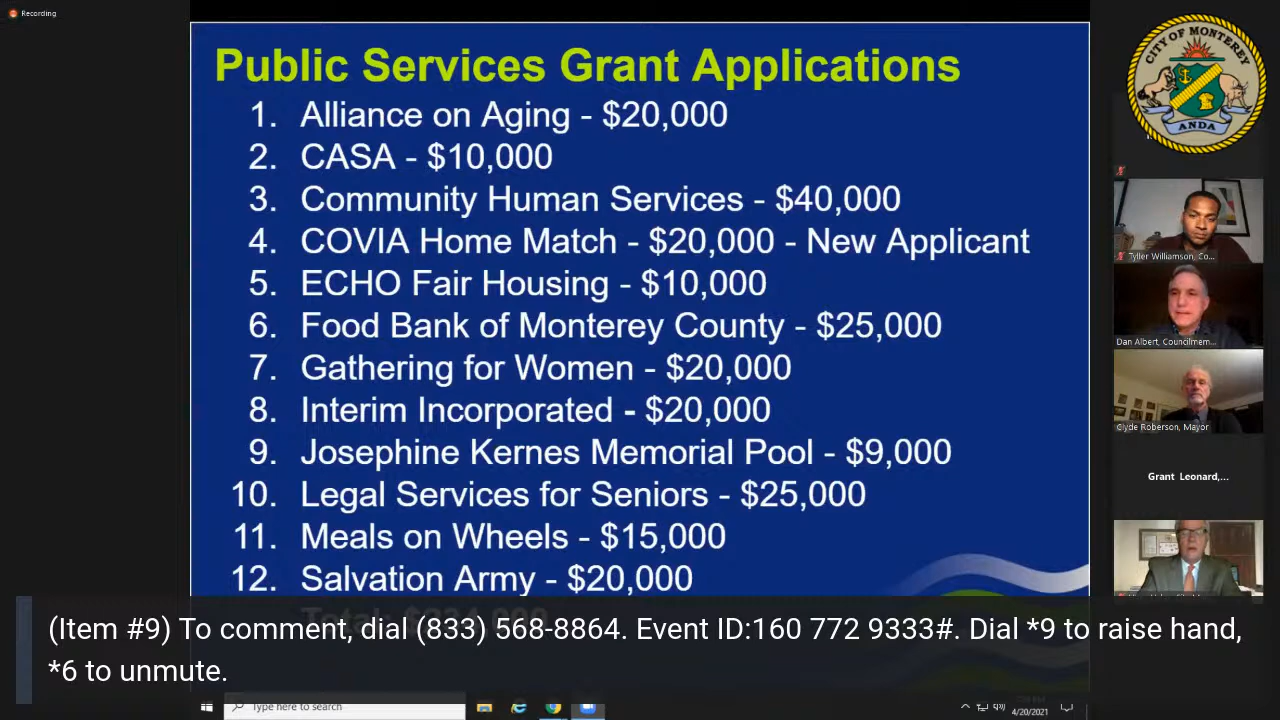 Recording
Public Services Grant Applications
1. Alliance on Aging - $20,000
2. CASA - $10,000
3. Community Human Services - $40,000
4. COVIA Home Match - $20,000 - New Applicant
5. ECHO Fair Housing - $10,000
6. Food Bank of Monterey County - $25,000
7. Gathering for Women - $20,000
8. Interim Incorporated - $20,000
9. Josephine Kernes Memorial Pool - $9,000
10. Legal Services for Seniors - $25,000
11. Meals on Wheels - $15,000
12. Salvation Army - $20,000
Total: $234,000
(Item #9) To comment, dial (833) 568-8864. Event ID:160 772 9333#. Dial *9 to raise hand,
*6 to unmute.
CITY OF MONTEREY
ANDA
Tyller Williamson, Co...
Dan Albert, Councilmem...
Clyde Roberson, Mayor
Grant Leonard,...
Type here to search
4/20/2021